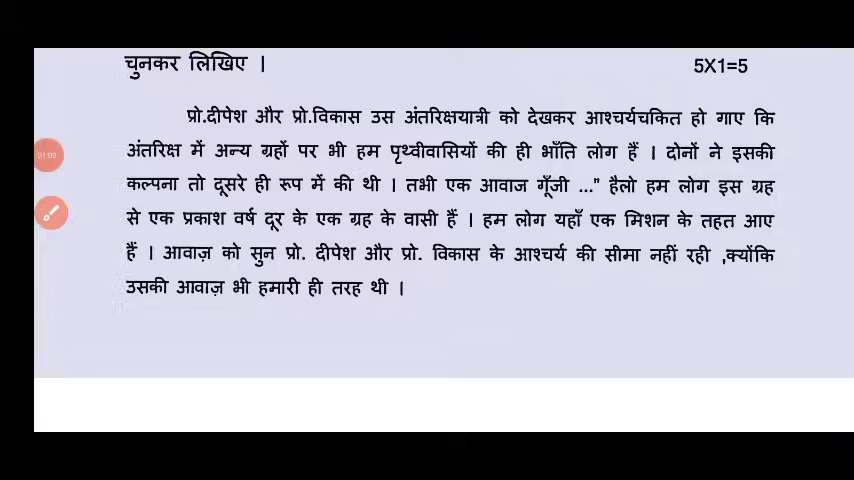 चुनकर लिखिए | 5X1=5
प्रो.दीपेश और प्रो.विकास उस अंतरिक्षयात्री को देखकर आश्चर्यचकित हो गाए कि
अंतरिक्ष में अन्य ग्रहों पर भी हम पृथ्वीवासियों की ही भाँति लोग हैं | दोनों ने इसकी
कल्पना तो दूसरे ही रूप में की थी | तभी एक आवाज गूँजी ..." हैलो हम लोग इस ग्रह
से एक प्रकाश वर्ष दूर के एक ग्रह के वासी हैं | हम लोग यहाँ एक मिशन के तहत आए
हैं | आवाज़ को सुन प्रो. दीपेश और प्रो. विकास के आश्चर्य की सीमा नहीं रही ,क्योंकि
उसकी आवाज़ भी हमारी ही तरह थी |
01:09